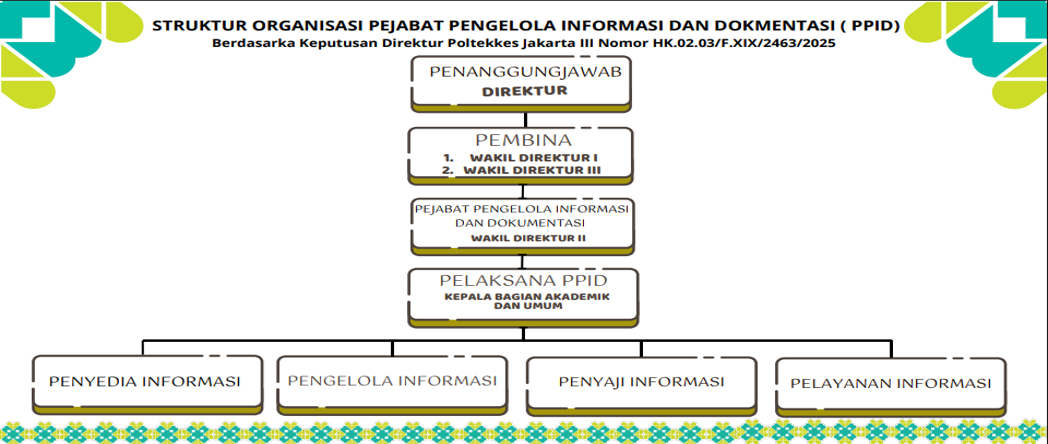 STRUKTUR ORGANISASI PEJABAT PENGELOLA INFORMASI DAN DOKMENTASI ( PPID)
Berdasarka Keputusan Direktur Poltekkes Jakarta III Nomor HK.02.03/F.XIX/2463/2025
PENANGGUNGJAWAB
DIREKTUR
PEMBINA
1. WAKIL DIREKTUR I
2. WAKIL DIREKTUR III
PEJABAT PENGELOLA INFORMASI
DAN DOKUMENTASI
WAKIL DIREKTUR II
PELAKSANA PPID
KEPALA BAGIAN AKADEMIK
DAN UMUM
PENYEDIA INFORMASI
PENGELOLA INFORMASI
PENYAJI INFORMASI
PELAYANAN INFORMASI